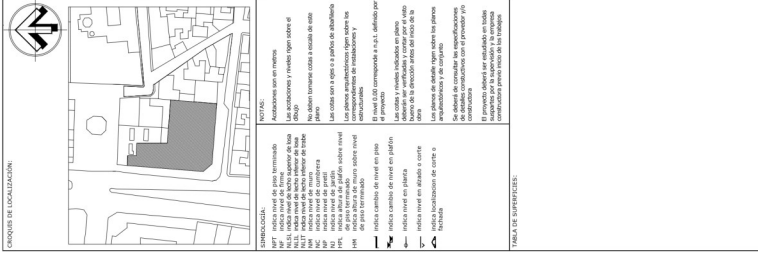 CROQUIS DE LOCALIZACIÓN:
SIMBOLOGÍA:
NPT indica nivel de piso terminado
NF indica nivel de firme
NLSL indica nivel de lecho superior de losa
NLIL indica nivel de lecho inferior de losa
NLIT indica nivel de lecho inferior de trabe
NM indica nivel de muro
NC indica nivel de cumbrera
NP indica nivel de pretil
NJ indica nivel de jardín
HPL indica altura de plafón sobre nivel
de piso terminado
HM indica altura de muro sobre nivel
de piso terminado
indica cambio de nivel en piso
indica cambio de nivel en plafón
indica nivel en planta
indica nivel en alzado o corte
indica localizacion de corte o
fachada
NOTAS:
Acotaciones son en metros
Las acotaciones y niveles rigen sobre el
dibujo
No deben tomarse cotas a escala de este
plano
Las cotas son a ejes o a paños de albañilería
Los planos arquitectónicos rigen sobre los
correspondientes de instalaciones y
estructurales
El nivel 0.00 corresponde a n.p.t. definido por
el proyecto
Las cotas y niveles indicados en plano
deberán ser verificadas y contar por el visto
bueno de la dirección antes del inicio de la
obra
Los planos de detalle rigen sobre los planos
arquitectónicos y de conjunto
Se deberá de consultar las especificaciones
de detalles constuctivos con el provedor y/o
constructora
El proyecto deberá ser estudiado en todas
suspartes por la supervisión y la empresa
constructora previo inicio de los trabajos
TABLA DE SUPERFICIES: